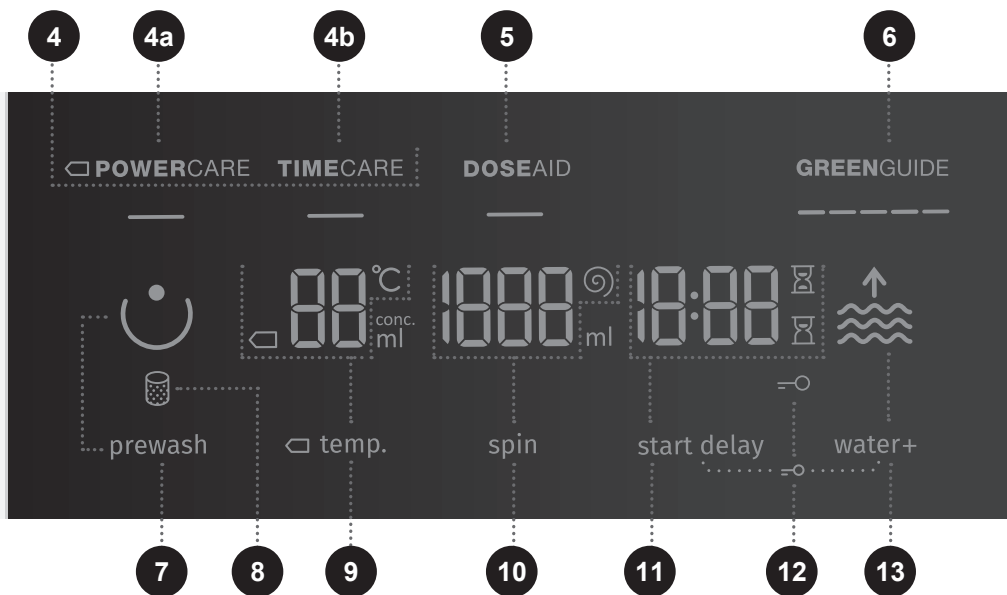 4 4a 4b 5 6
POWERCARE TIMECARE DOSEAID GREENGUIDE
88 °C 1888 18:88
conc.
ml ml
prewash temp. spin start delay water+
7 8 9 10 11 12 13